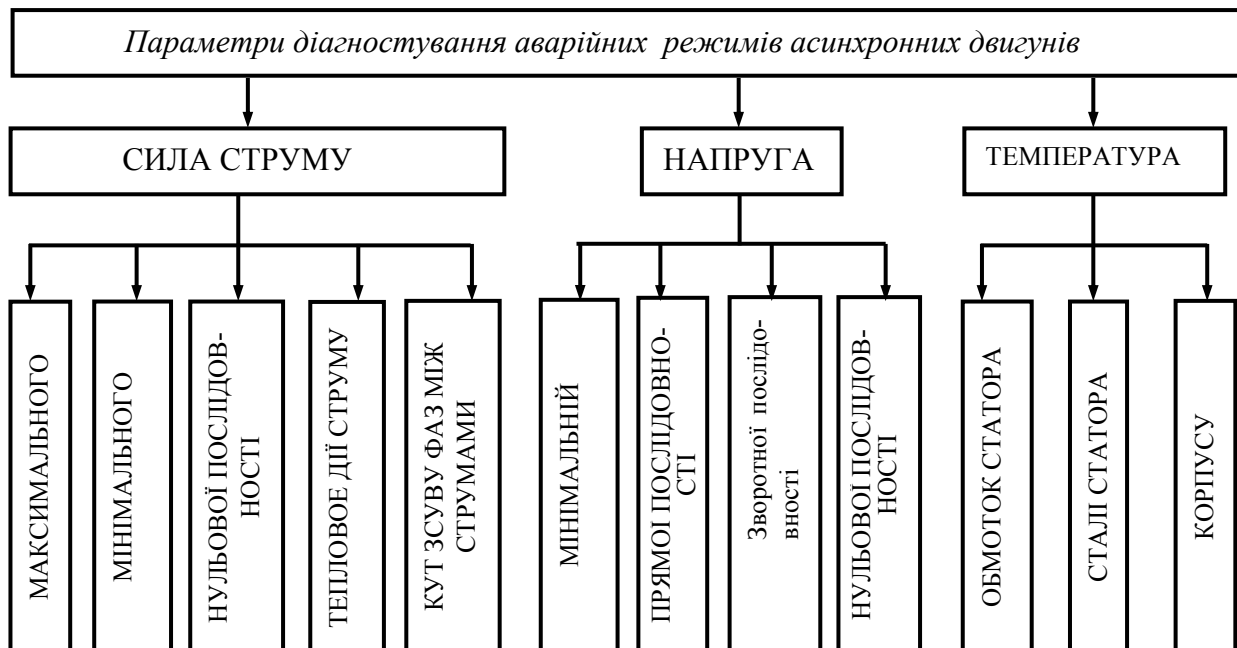 Параметри діагностування аварійних режимів асинхронних двигунів
СИЛА СТРУМУ
НАПРУГА
ТЕМПЕРАТУРА
МАКСИМАЛЬНОГО
МІНІМАЛЬНОГО
НУЛЬОВОЇ ПОСЛІДОВ-
НОСТІ
ТЕПЛОВОЕ ДІЇ СТРУМУ
КУТ ЗСУВУ ФАЗ МІЖ
СТРУМАМИ
МІНІМАЛЬНІЙ
ПРЯМОЇ ПОСЛІДОВНО-
СТІ
Зворотної послідо-
вності
НУЛЬОВОЇ ПОСЛІДОВ-
НОСТІ
ОБМОТОК СТАТОРА
СТАЛІ СТАТОРА
КОРПУСУ